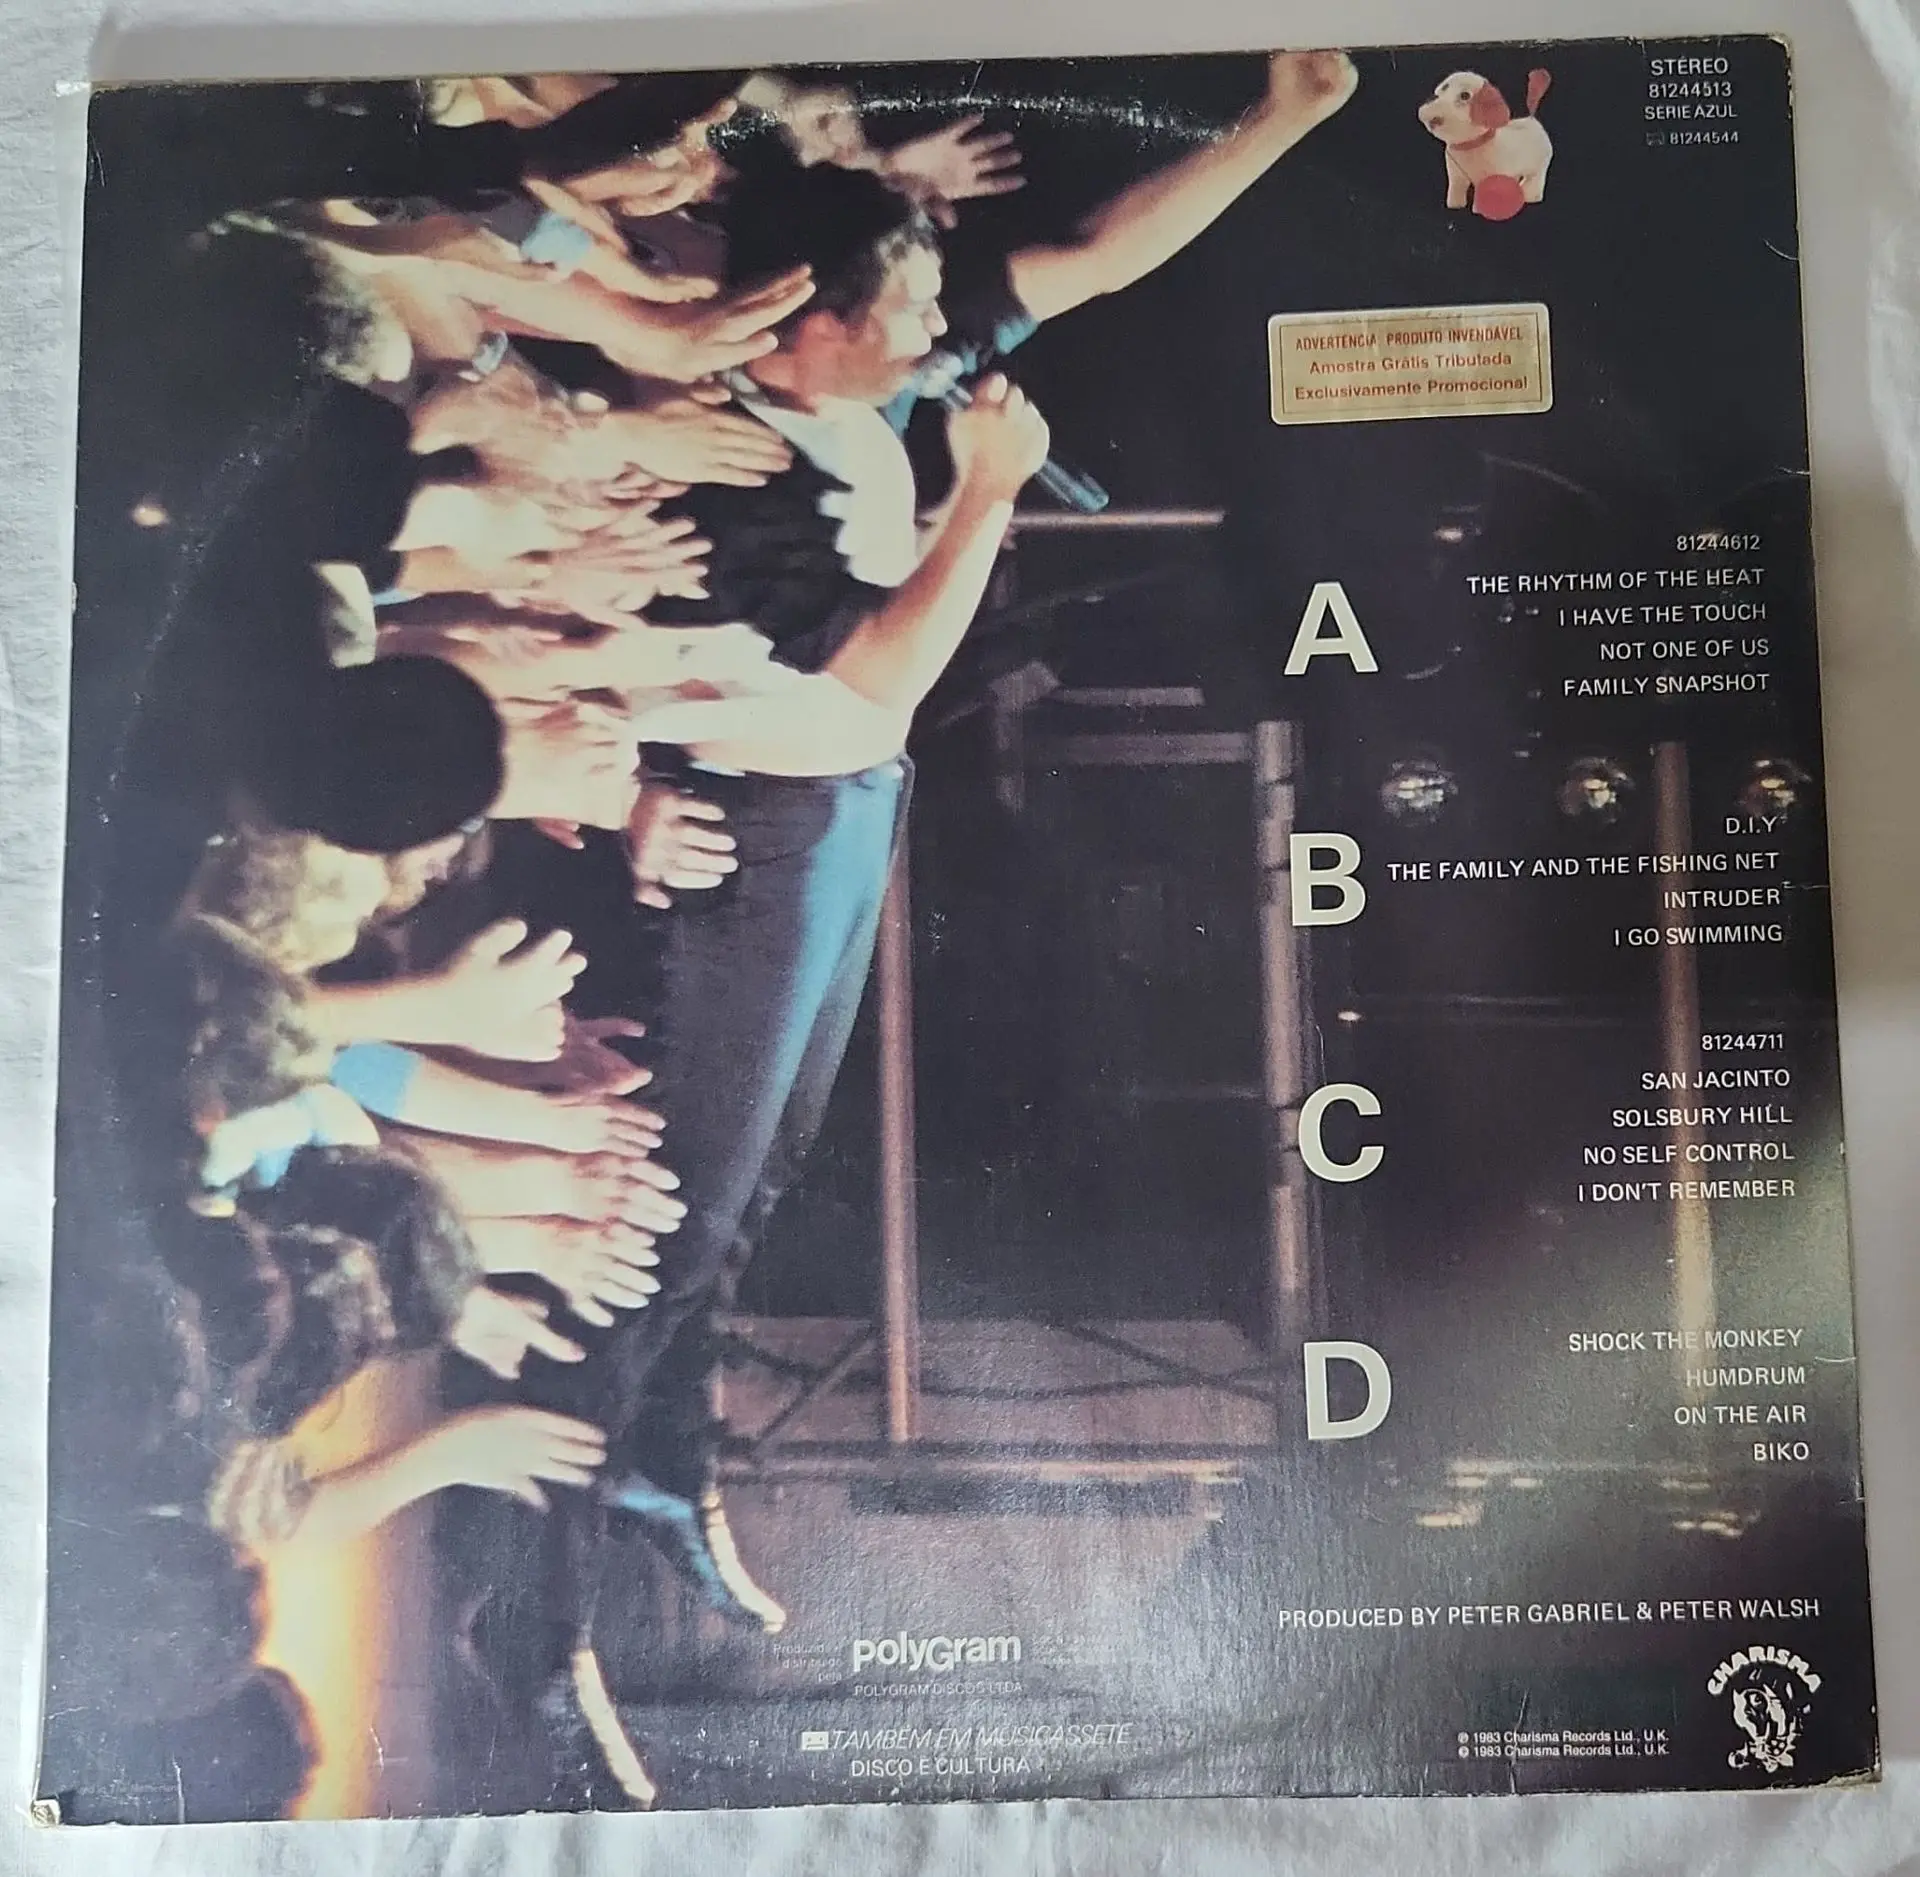 STÉREO
81244513
SERIE AZUL
81244544
ADVERTENCIA: PRODUTO INVENDÁVEL
Amostra Grátis Tributada
Exclusivamente Promocional
A
81244612
THE RHYTHM OF THE HEAT
I HAVE THE TOUCH
NOT ONE OF US
FAMILY SNAPSHOT
B
D.I.Y
THE FAMILY AND THE FISHING NET
INTRUDER
I GO SWIMMING
C
81244711
SAN JACINTO
SOLSBURY HILL
NO SELF CONTROL
I DON'T REMEMBER
D
SHOCK THE MONKEY
HUMDRUM
ON THE AIR
BIKO
PRODUCED BY PETER GABRIEL & PETER WALSH
Produzido e
distribuído
pela
polyGram
POLYGRAM DISCOS LTDA
TAMBÉM EM MUSICASSETE
DISCO É CULTURA
CHARISMA
℗ 1983 Charisma Records Ltd., U.K.
© 1983 Charisma Records Ltd., U.K.